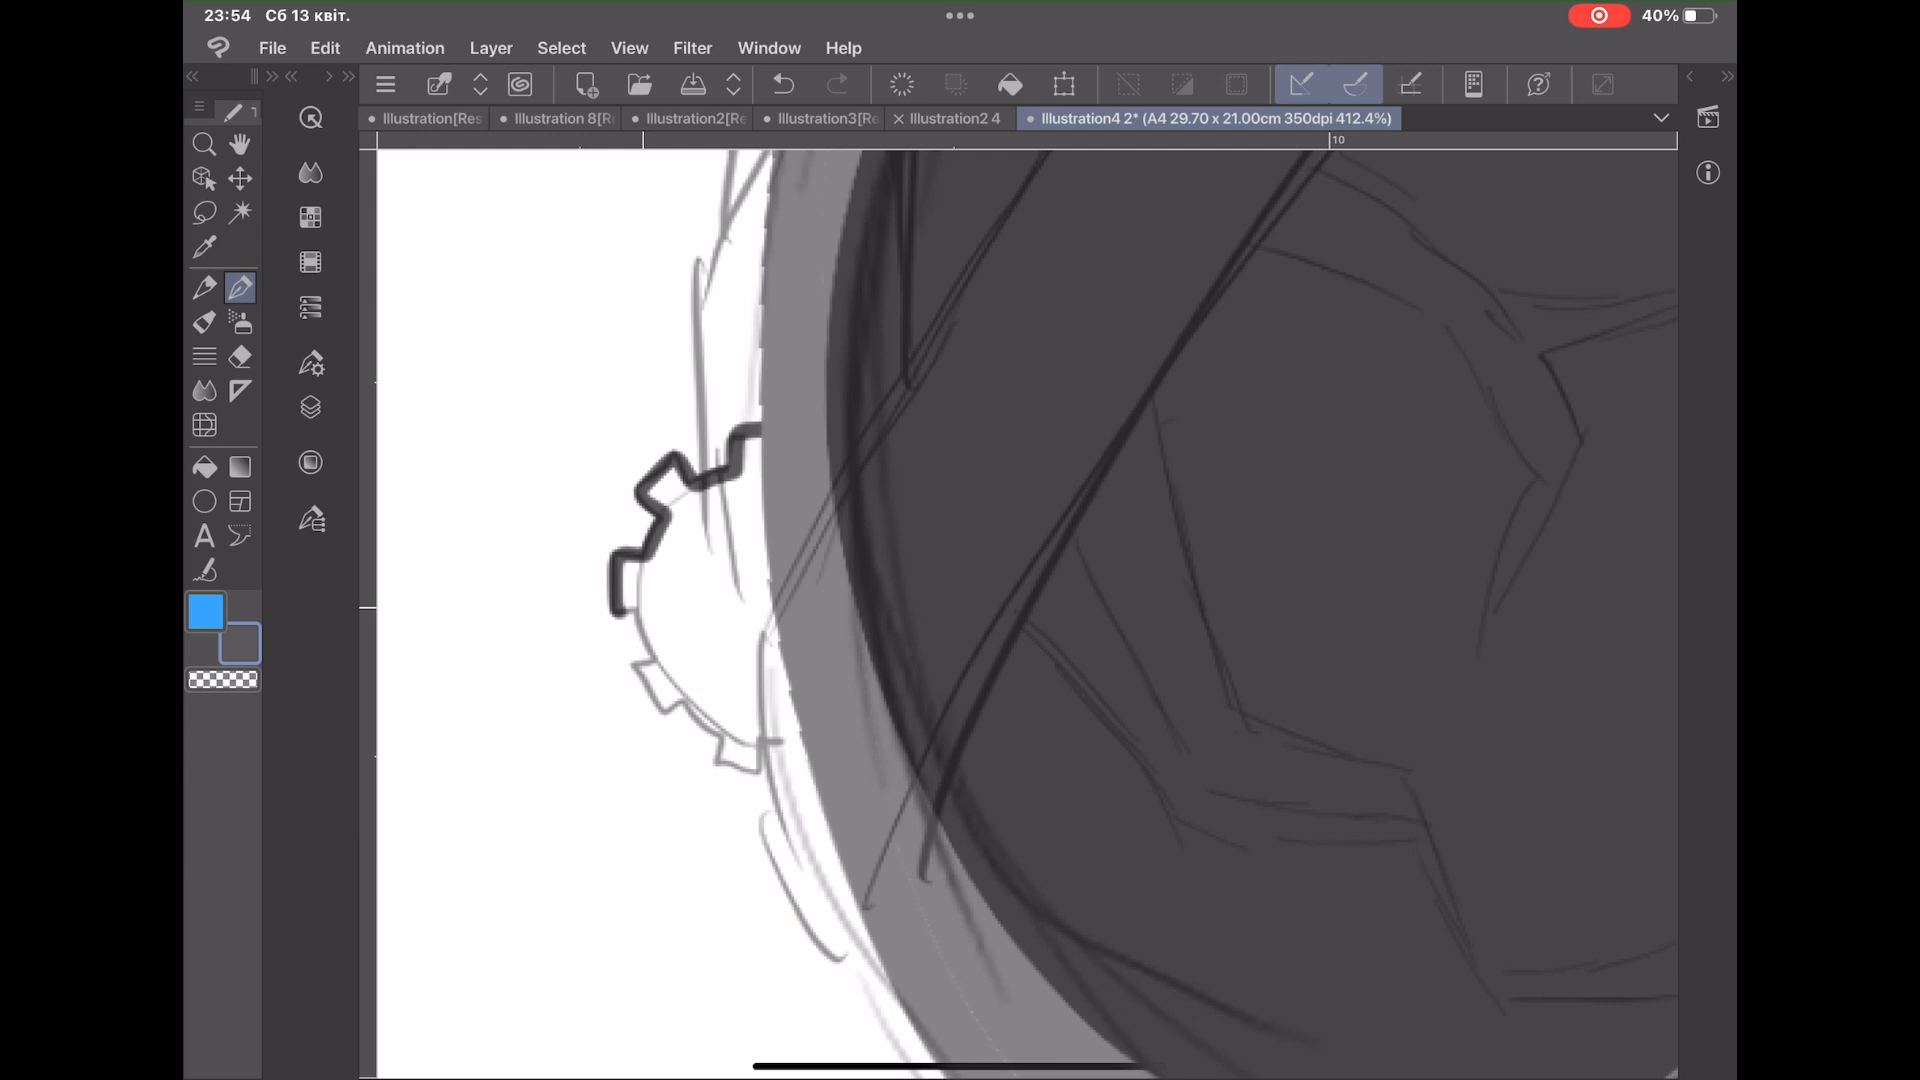 23:54 Сб 13 квіт. 40%
File Edit Animation Layer Select View Filter Window Help
Illustration[Res Illustration 8[R Illustration2[Re Illustration3[Re Illustration2 4 Illustration4 2* (A4 29.70 x 21.00cm 350dpi 412.4%)
10